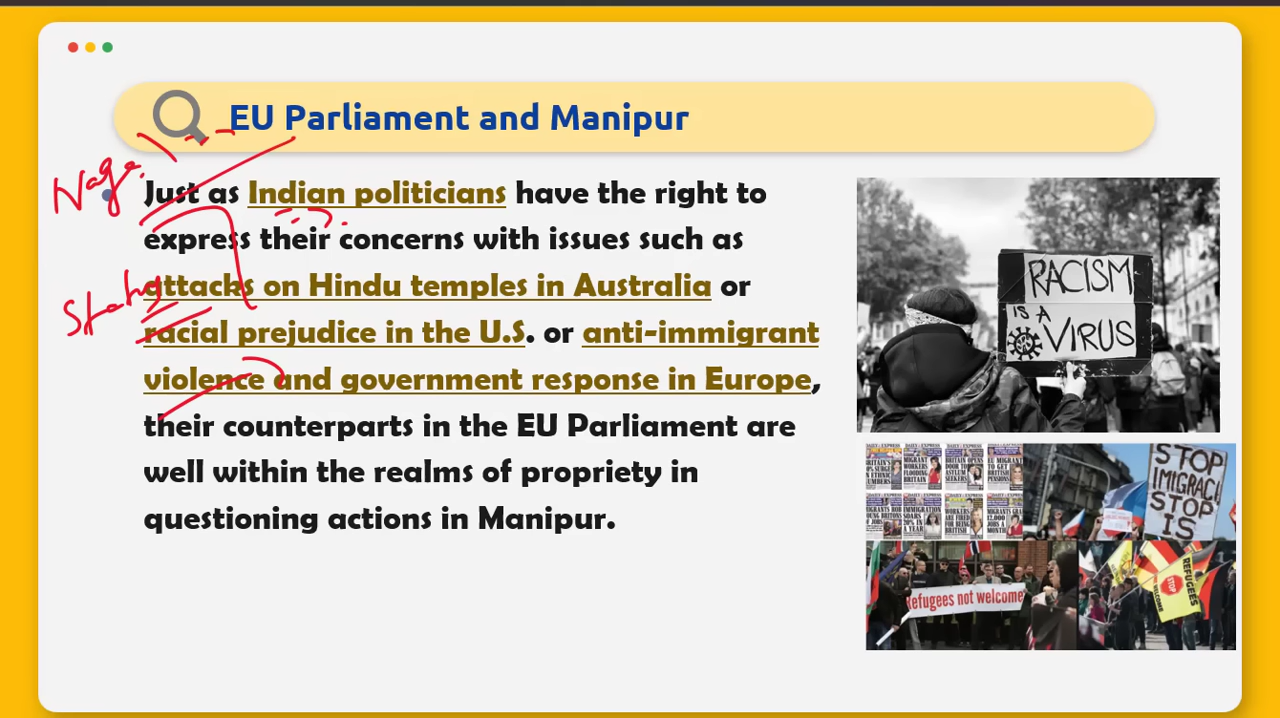 EU Parliament and Manipur
Just as Indian politicians have the right to
express their concerns with issues such as
attacks on Hindu temples in Australia or
racial prejudice in the U.S. or anti-immigrant
violence and government response in Europe,
their counterparts in the EU Parliament are
well within the realms of propriety in
questioning actions in Manipur.
Naga
RACISM
IS A
VIRUS
STOP
IMIGRACI
STOP
IS
Refugees not welcome
STOP
REFUGEES